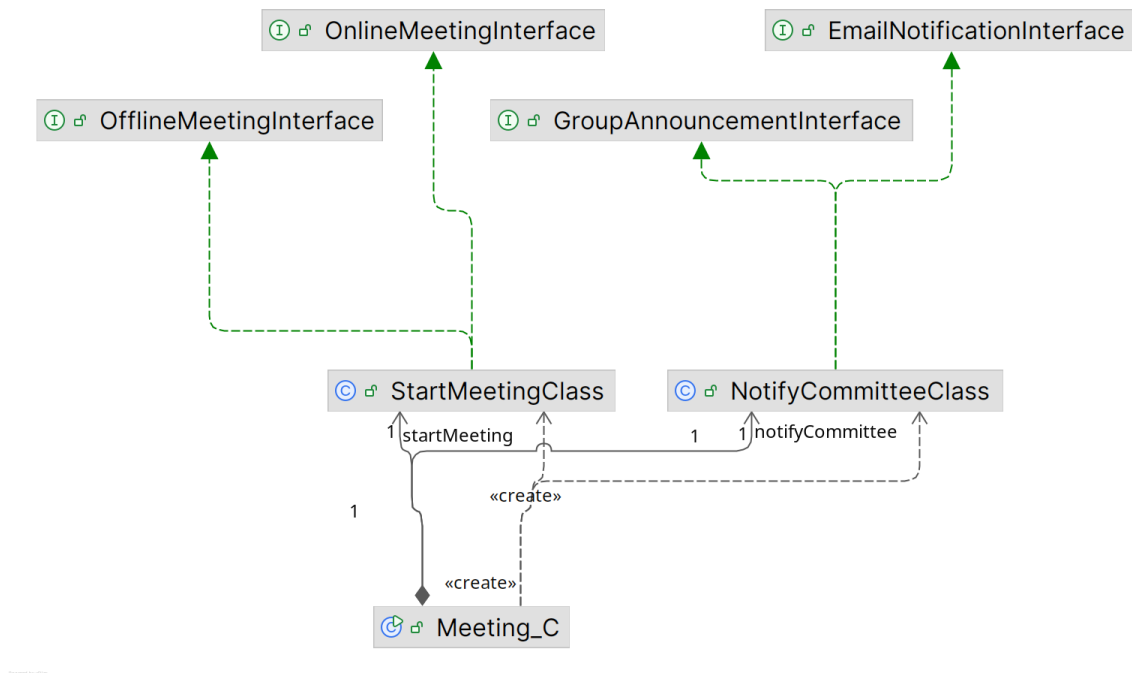 OnlineMeetingInterface
EmailNotificationInterface
OfflineMeetingInterface
GroupAnnouncementInterface
StartMeetingClass
NotifyCommitteeClass
1 startMeeting
1
1 notifyCommittee
«create»
1
«create»
Meeting_C